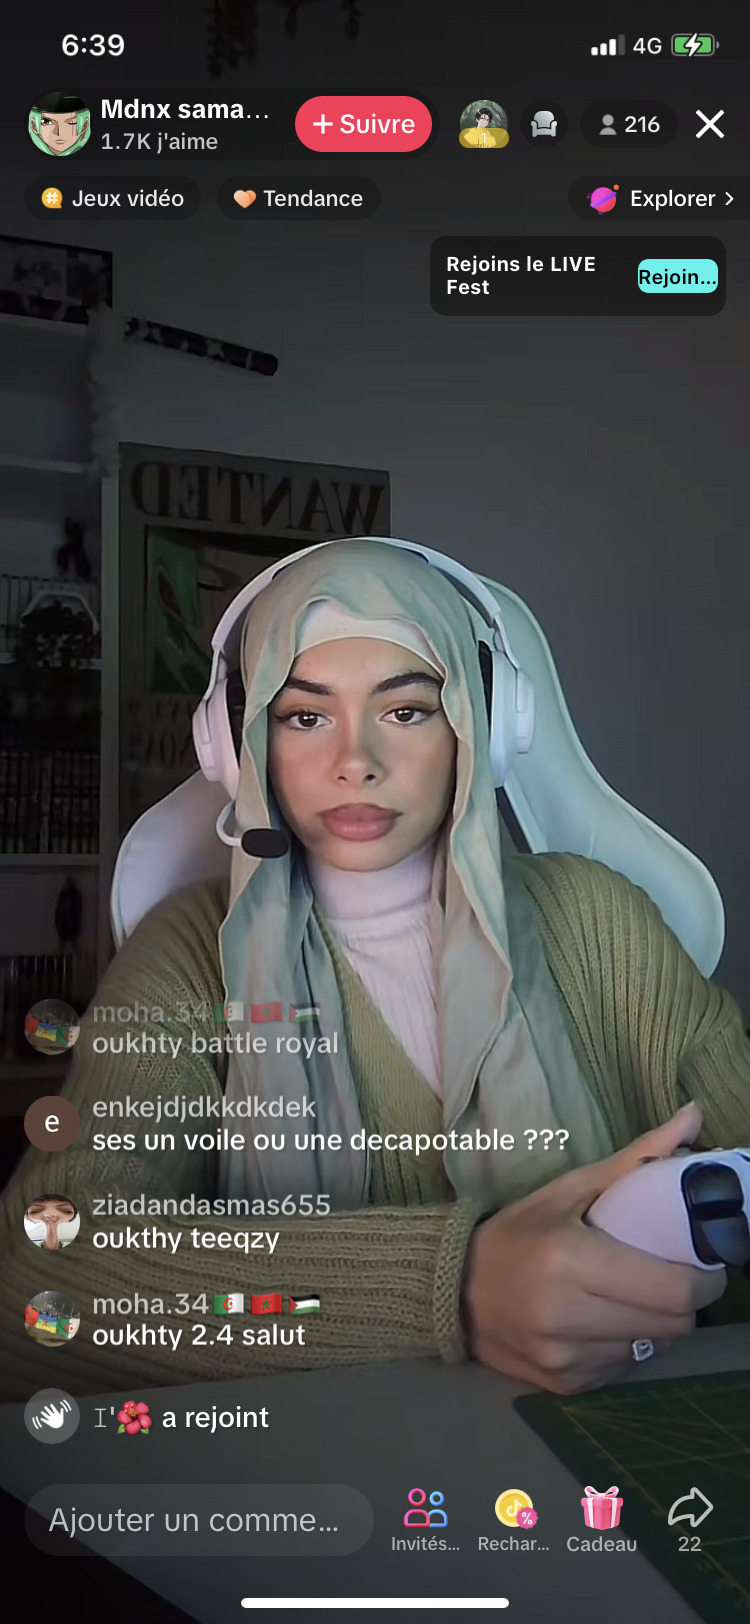 6:39
4G
Mdnx sama...
1.7K j'aime
+ Suivre
216
Jeux vidéo
Tendance
Explorer >
Rejoins le LIVE
Fest
Rejoin...
WANTED
moha.34🇩🇿🇲🇦🇵🇸
oukhty battle royal
e
enkejdjdkkdkdek
ses un voile ou une decapotable ???
ziadandasmas655
oukthy teeqzy
moha.34🇩🇿🇲🇦🇵🇸
oukhty 2.4 salut
I'🌺 a rejoint
Ajouter un comme...
Invités...
Rechar...
Cadeau
22